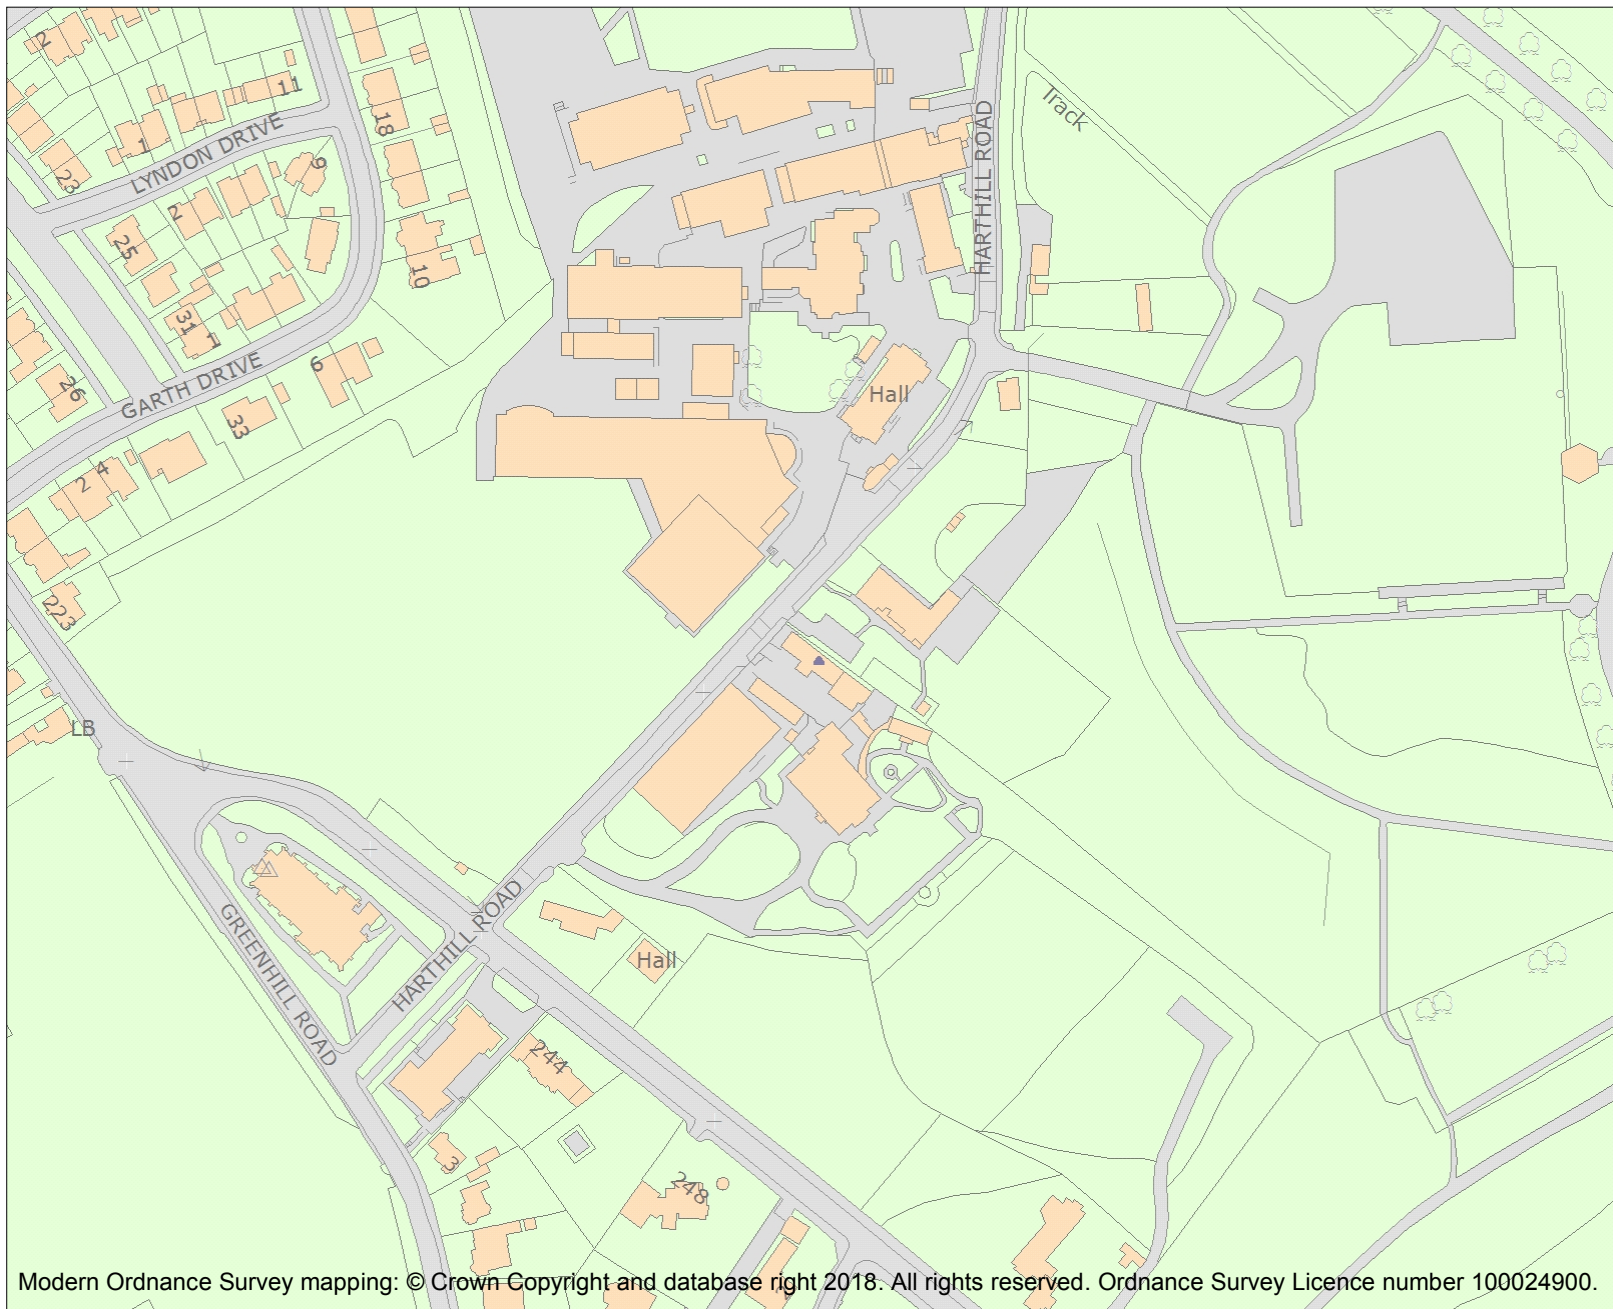 2
11
18
1
LYNDON DRIVE
9
23
2
25
10
31
1
6
26
GARTH DRIVE
33
4
2
223
LB
Track
HARTHILL ROAD
HARTHILL ROAD
Hall
GREENHILL ROAD
HARTHILL ROAD
Hall
244
3
248
Modern Ordnance Survey mapping: © Crown Copyright and database right 2018. All rights reserved. Ordnance Survey Licence number 100024900.